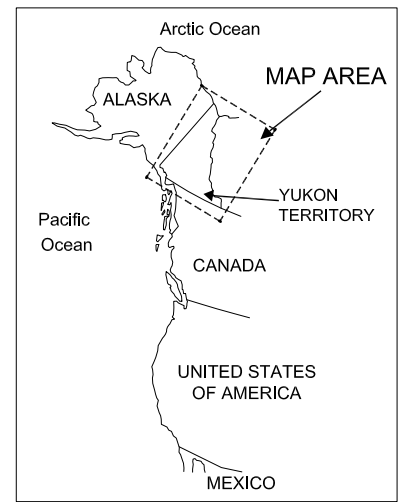 Arctic Ocean
MAP AREA
ALASKA
YUKON
TERRITORY
Pacific
Ocean
CANADA
UNITED STATES
OF AMERICA
MEXICO